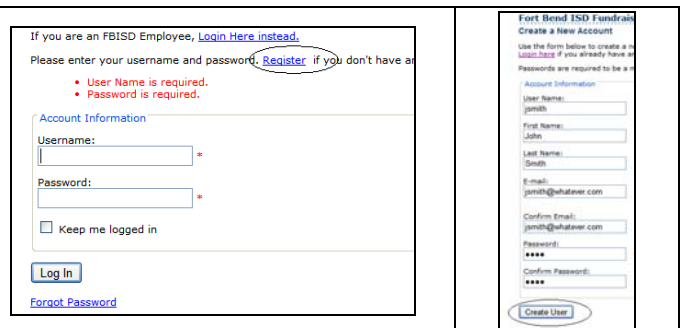 If you are an FBISD Employee, Login Here instead.
Please enter your username and password. Register if you don't have an
• User Name is required.
• Password is required.
Account Information
Username:
*
Password:
*
Keep me logged in
Log In
Forgot Password
Fort Bend ISD Fundrais
Create a New Account
Use the form below to create a n
Login here if you already have an
Passwords are required to be a m
Account Information
User Name:
jsmith
First Name:
John
Last Name:
Smith
E-mail:
jsmith@whatever.com
Confirm Email:
jsmith@whatever.com
Password:
••••
Confirm Password:
••••
Create User